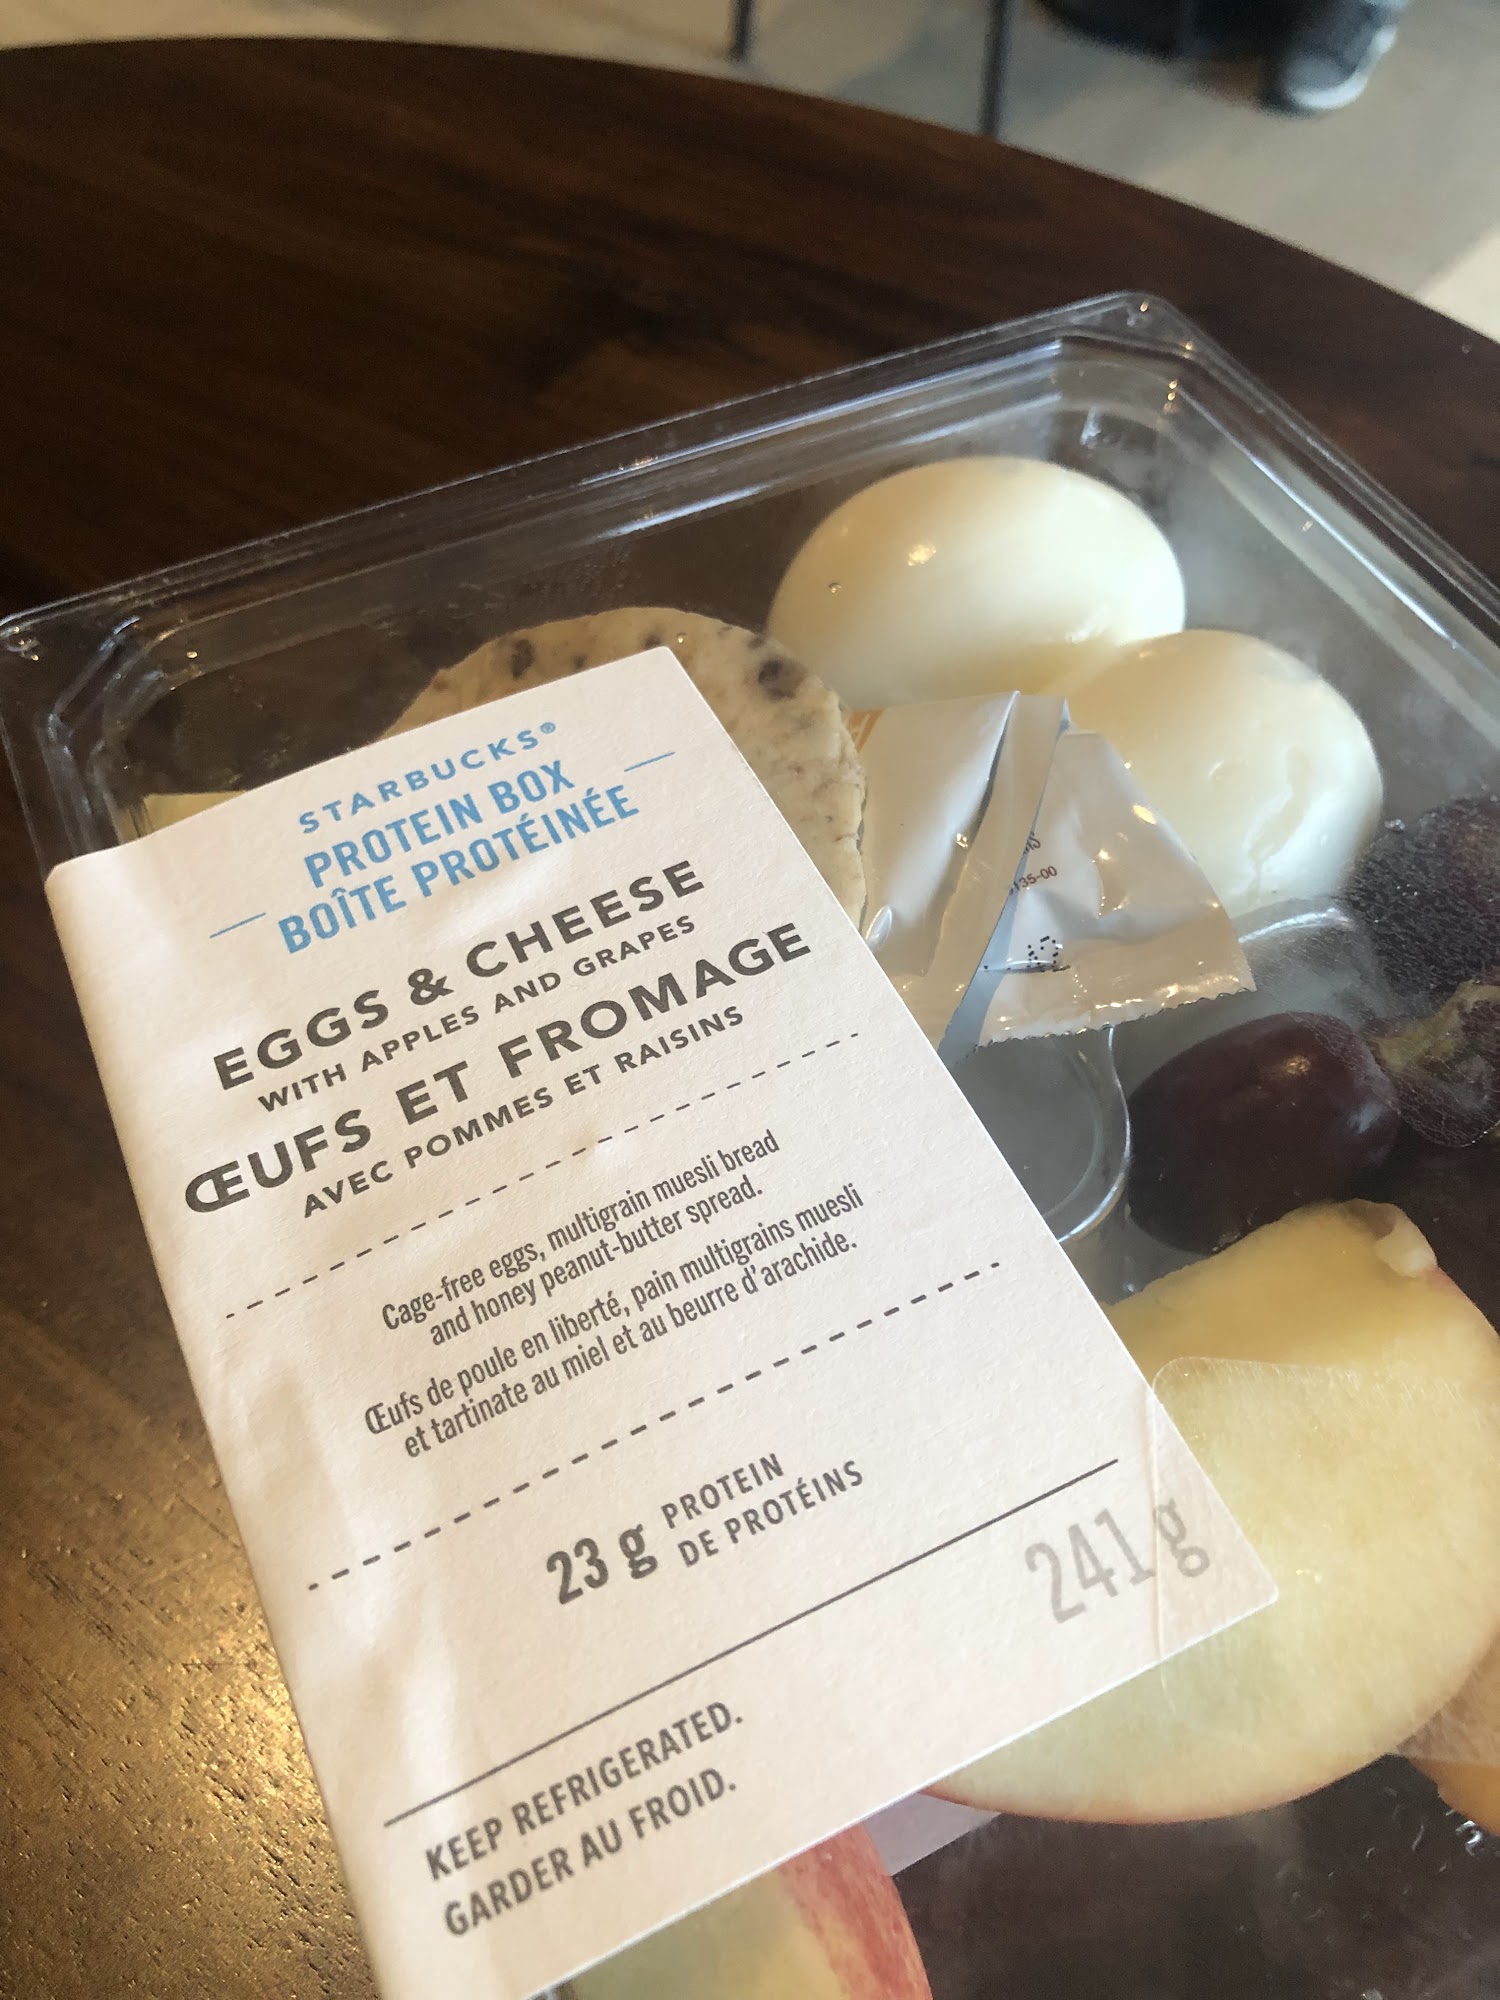 STARBUCKS®
PROTEIN BOX
BOÎTE PROTÉINÉE
EGGS & CHEESE
WITH APPLES AND GRAPES
ŒUFS ET FROMAGE
AVEC POMMES ET RAISINS
Cage-free eggs, multigrain muesli bread
and honey peanut-butter spread.
Œufs de poule en liberté, pain multigrains muesli
et tartinate au miel et au beurre d'arachide.
23 g PROTEIN
DE PROTÉINS
241 g
KEEP REFRIGERATED.
GARDER AU FROID.
135-00